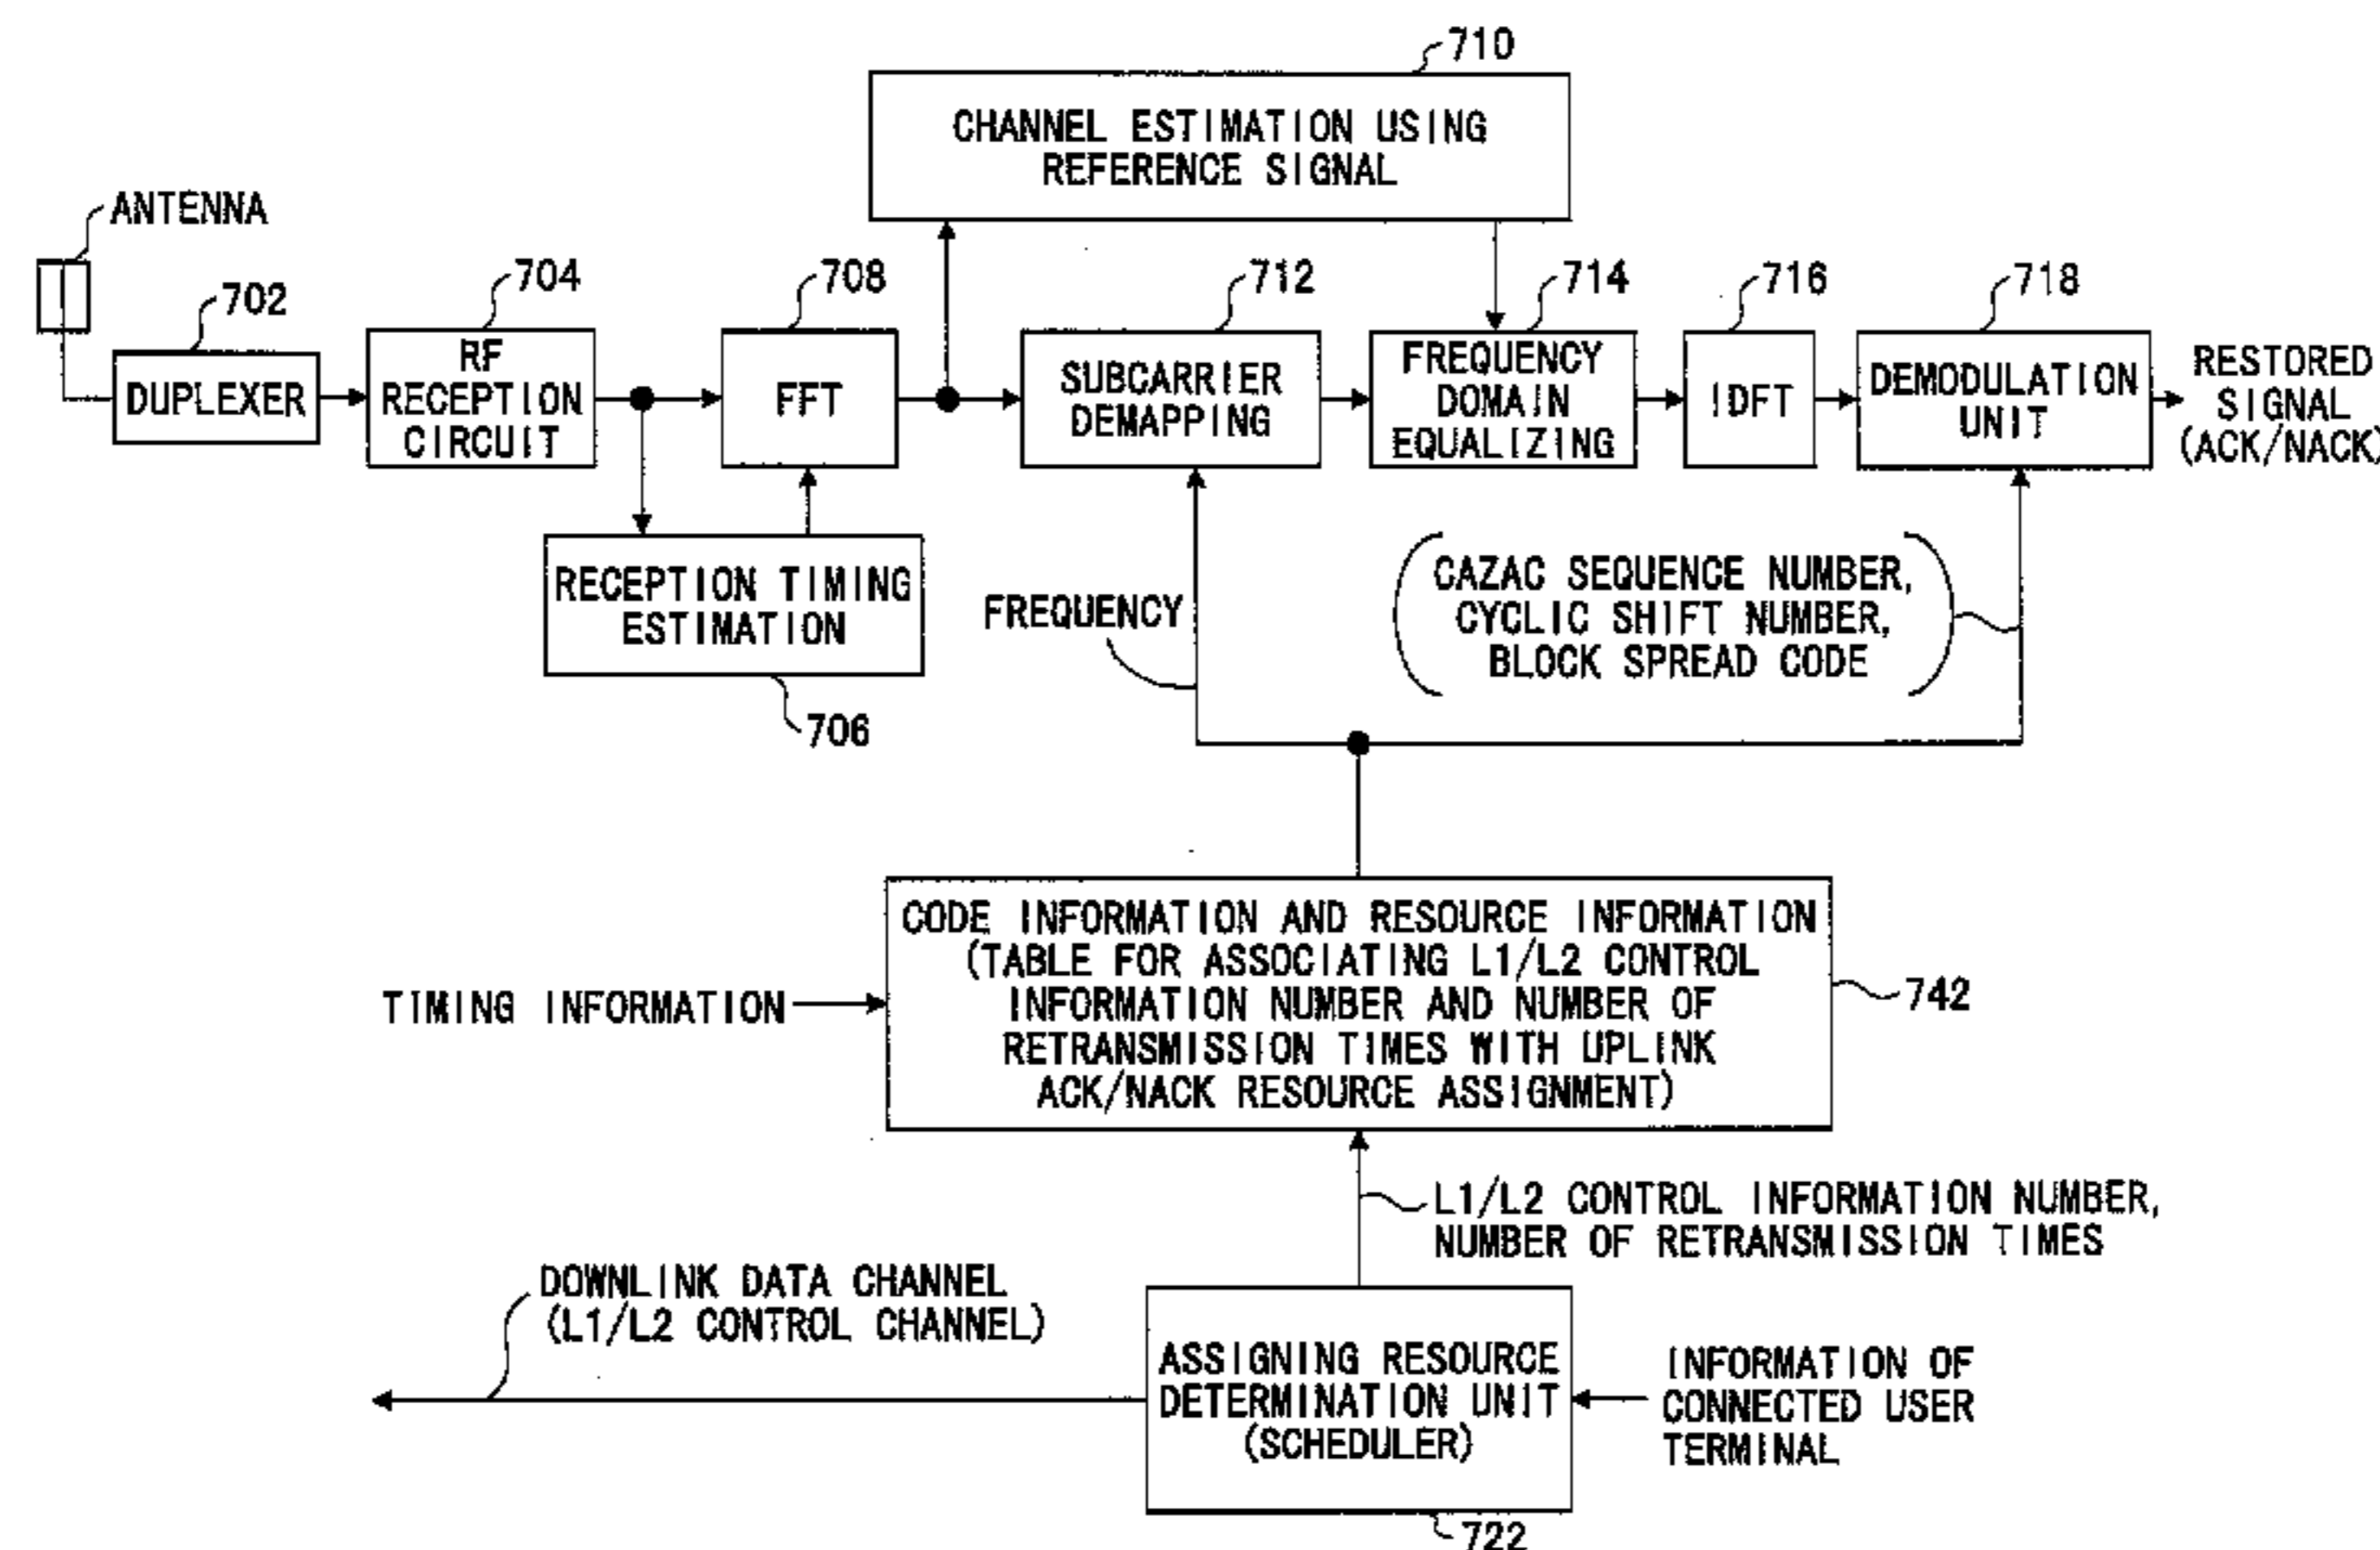 710
CHANNEL ESTIMATION USING
REFERENCE SIGNAL
ANTENNA
702
704
708
712
714
716
718
DUPLEXER
RF
RECEPTION
CIRCUIT
FFT
SUBCARRIER
DEMAPPING
FREQUENCY
DOMAIN
EQUALIZING
IDFT
DEMODULATION
UNIT
RESTORED
SIGNAL
(ACK/NACK)
RECEPTION TIMING
ESTIMATION
706
FREQUENCY
CAZAC SEQUENCE NUMBER,
CYCLIC SHIFT NUMBER,
BLOCK SPREAD CODE
CODE INFORMATION AND RESOURCE INFORMATION
(TABLE FOR ASSOCIATING L1/L2 CONTROL
INFORMATION NUMBER AND NUMBER OF
RETRANSMISSION TIMES WITH UPLINK
ACK/NACK RESOURCE ASSIGNMENT)
TIMING INFORMATION
742
L1/L2 CONTROL INFORMATION NUMBER,
NUMBER OF RETRANSMISSION TIMES
DOWNLINK DATA CHANNEL
(L1/L2 CONTROL CHANNEL)
ASSIGNING RESOURCE
DETERMINATION UNIT
(SCHEDULER)
INFORMATION OF
CONNECTED USER
TERMINAL
722